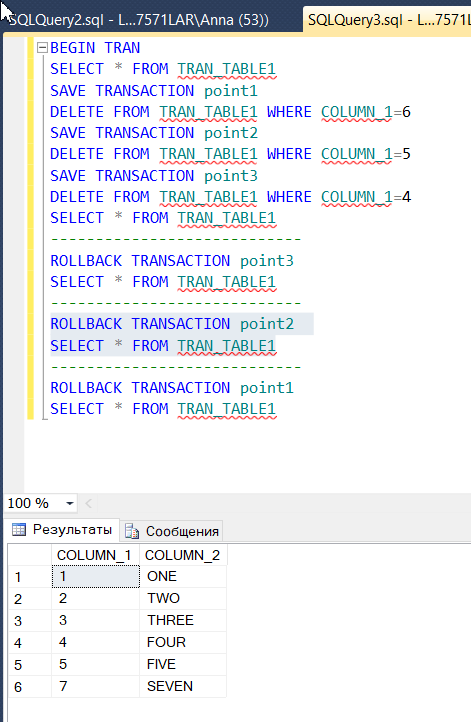 SQLQuery2.sql - L...7571LAR\Anna (53))
SQLQuery3.sql - L...7571L
BEGIN TRAN
SELECT * FROM TRAN_TABLE1
SAVE TRANSACTION point1
DELETE FROM TRAN_TABLE1 WHERE COLUMN_1=6
SAVE TRANSACTION point2
DELETE FROM TRAN_TABLE1 WHERE COLUMN_1=5
SAVE TRANSACTION point3
DELETE FROM TRAN_TABLE1 WHERE COLUMN_1=4
SELECT * FROM TRAN_TABLE1
----------------------------
ROLLBACK TRANSACTION point3
SELECT * FROM TRAN_TABLE1
----------------------------
ROLLBACK TRANSACTION point2
SELECT * FROM TRAN_TABLE1
----------------------------
ROLLBACK TRANSACTION point1
SELECT * FROM TRAN_TABLE1
100 %
Результаты Сообщения
COLUMN_1 COLUMN_2
1 1 ONE
2 2 TWO
3 3 THREE
4 4 FOUR
5 5 FIVE
6 7 SEVEN